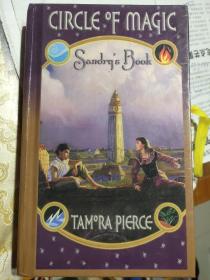 CIRCLE OF MAGIC
Sandry's Book
TAMORA PIERCE